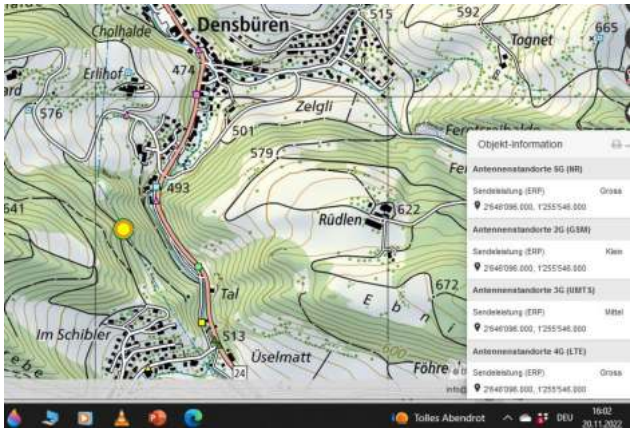 Cholhalde
Densbüren
515
592
Tognet
665
Erlihof
474
576
Zelgli
501
579
493
641
Rüdlen
622
672
Tal
Ebni
Im Schibler
513
Üselmatt
24
600
Föhre
Objekt-Information
Antennenstandorte 5G (NR)
Sendeleistung (ERP) Gross
2'646'096.000, 1'255'546.000
Antennenstandorte 2G (GSM)
Sendeleistung (ERP) Klein
2'646'096.000, 1'255'546.000
Antennenstandorte 3G (UMTS)
Sendeleistung (ERP) Mittel
2'646'096.000, 1'255'546.000
Antennenstandorte 4G (LTE)
Sendeleistung (ERP) Gross
2'646'096.000, 1'255'546.000
Tolles Abendrot DEU 16:02
20.11.2022